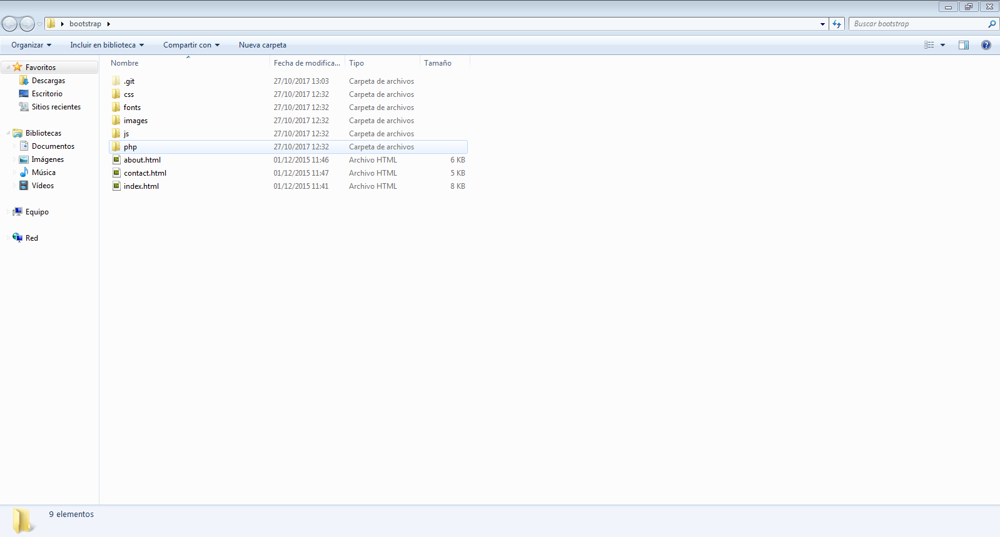 bootstrap
Buscar bootstrap
Organizar Incluir en biblioteca Compartir con Nueva carpeta
Favoritos
Descargas
Escritorio
Sitios recientes
Bibliotecas
Documentos
Imágenes
Música
Vídeos
Equipo
Red
Nombre Fecha de modifica... Tipo Tamaño
.git 27/10/2017 13:03 Carpeta de archivos
css 27/10/2017 12:32 Carpeta de archivos
fonts 27/10/2017 12:32 Carpeta de archivos
images 27/10/2017 12:32 Carpeta de archivos
js 27/10/2017 12:32 Carpeta de archivos
php 27/10/2017 12:32 Carpeta de archivos
about.html 01/12/2015 11:46 Archivo HTML 6 KB
contact.html 01/12/2015 11:47 Archivo HTML 5 KB
index.html 01/12/2015 11:41 Archivo HTML 8 KB
9 elementos